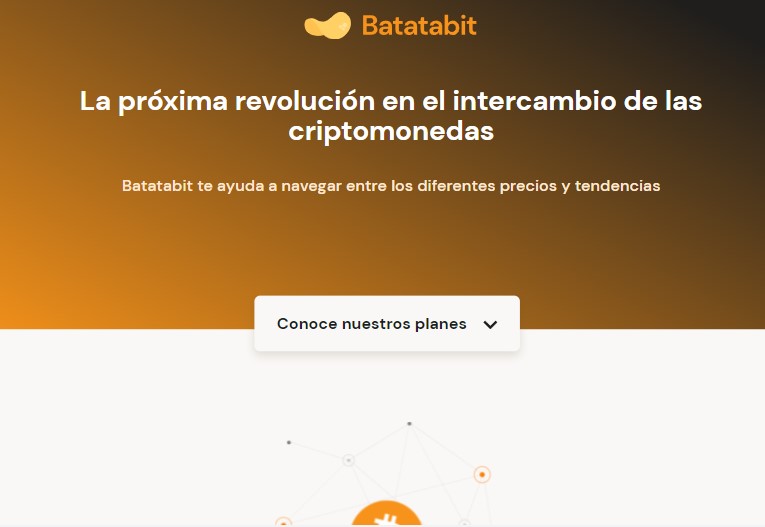 Batatabit
La próxima revolución en el intercambio de las
criptomonedas
Batatabit te ayuda a navegar entre los diferentes precios y tendencias
Conoce nuestros planes